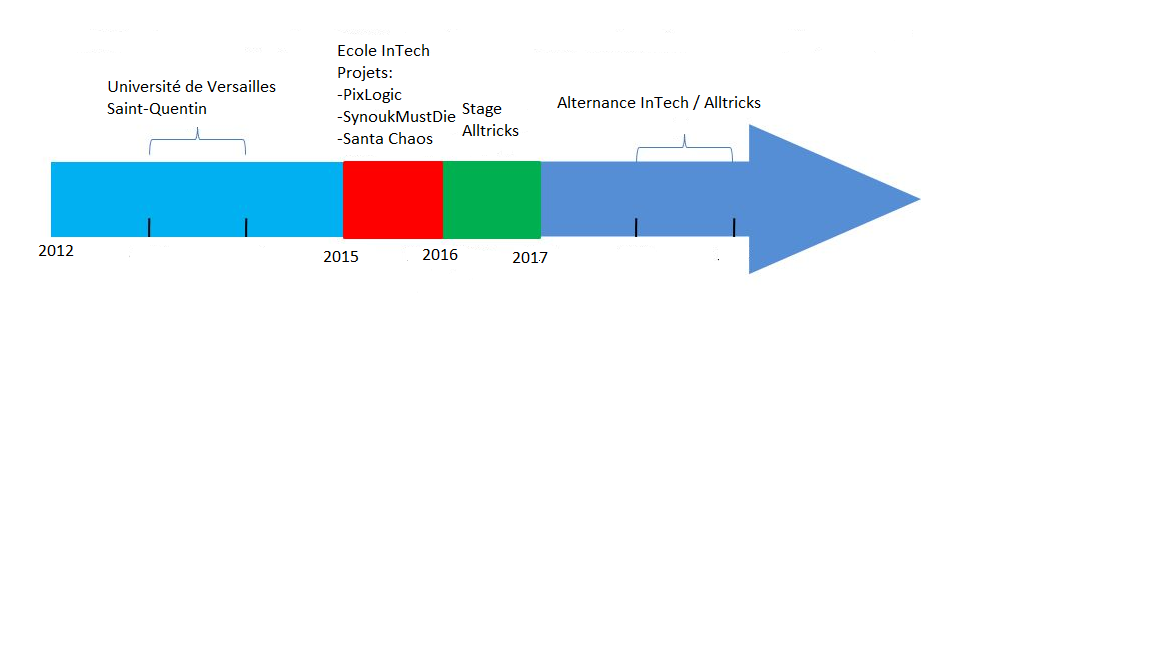 Université de Versailles
Saint-Quentin
Ecole InTech
Projets:
-PixLogic
-SynoukMustDie
-Santa Chaos
Stage
Alltricks
Alternance InTech / Alltricks
2012
2015
2016
2017